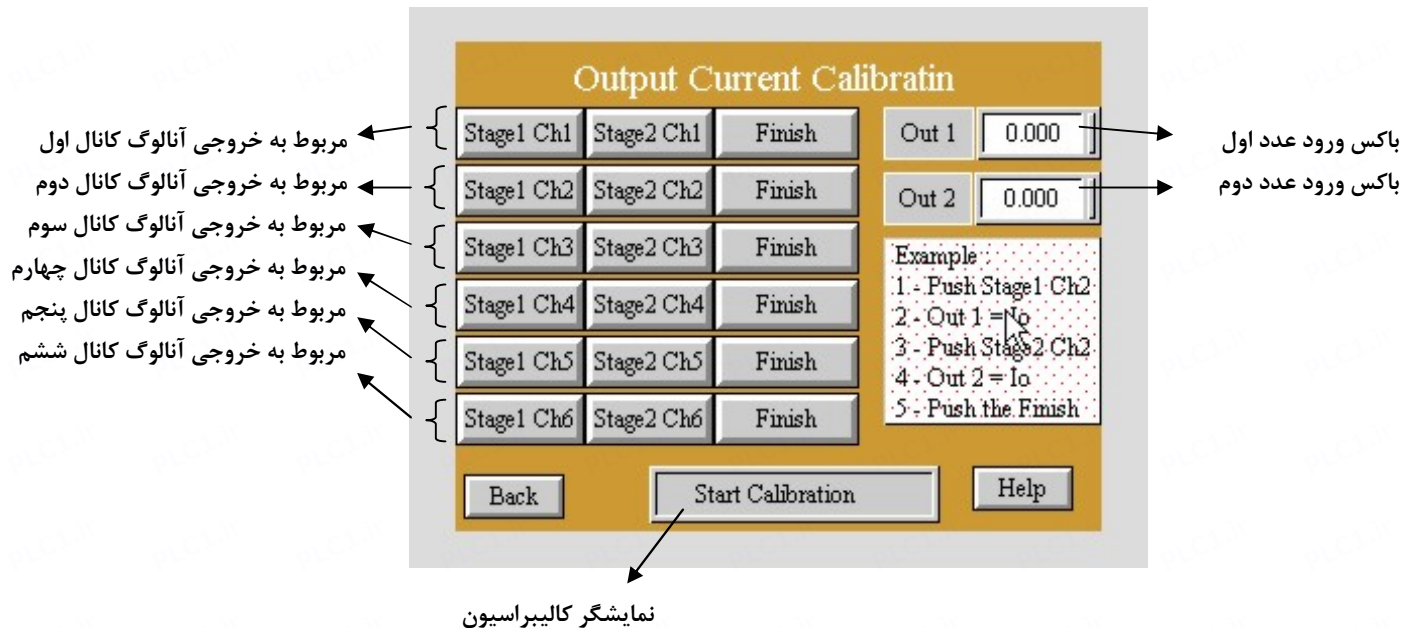 Output Current Calibratin
Stage1 Ch1 Stage2 Ch1 Finish Out 1 0.000
Stage1 Ch2 Stage2 Ch2 Finish Out 2 0.000
Stage1 Ch3 Stage2 Ch3 Finish
Stage1 Ch4 Stage2 Ch4 Finish
Stage1 Ch5 Stage2 Ch5 Finish
Stage1 Ch6 Stage2 Ch6 Finish
Example :
1 - Push Stage1 Ch2
2 - Out 1 = Io
3 - Push Stage2 Ch2
4 - Out 2 = Io
5 - Push the Finish
Back Start Calibration Help
باکس ورود عدد اول
باکس ورود عدد دوم
مربوط به خروجی آنالوگ کانال اول
مربوط به خروجی آنالوگ کانال دوم
مربوط به خروجی آنالوگ کانال سوم
مربوط به خروجی آنالوگ کانال چهارم
مربوط به خروجی آنالوگ کانال پنجم
مربوط به خروجی آنالوگ کانال ششم
نمایشگر کالیبراسیون